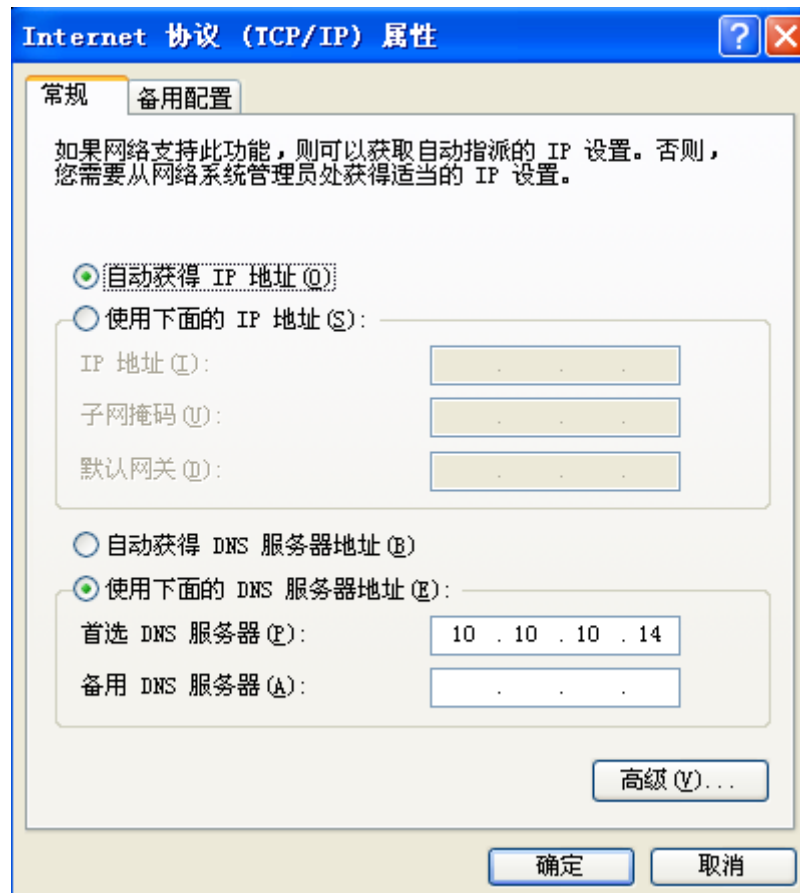 Internet 协议 (TCP/IP) 属性
常规
备用配置
如果网络支持此功能，则可以获取自动指派的 IP 设置。否则，
您需要从网络系统管理员处获得适当的 IP 设置。
自动获得 IP 地址(O)
使用下面的 IP 地址(S):
IP 地址(I):
子网掩码(U):
默认网关(D):
自动获得 DNS 服务器地址(B)
使用下面的 DNS 服务器地址(E):
首选 DNS 服务器(P): 10 . 10 . 10 . 14
备用 DNS 服务器(A):
高级(V)...
确定 取消